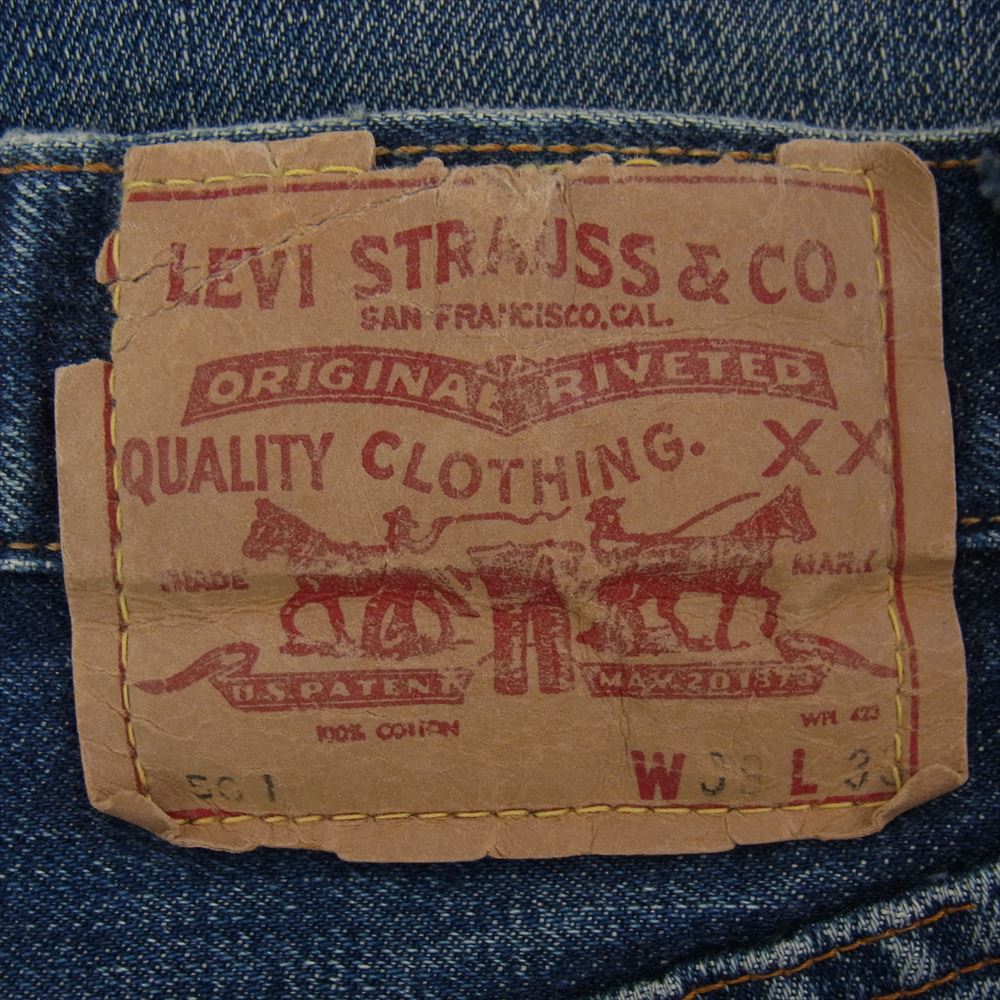 LEVI STRAUSS & CO.
SAN FRANCISCO, CAL.
ORIGINAL RIVETED
QUALITY CLOTHING. XX
TRADE MARK
U.S. PATENT MAY 20 1873
100% COTTON WPL 423
501 W L